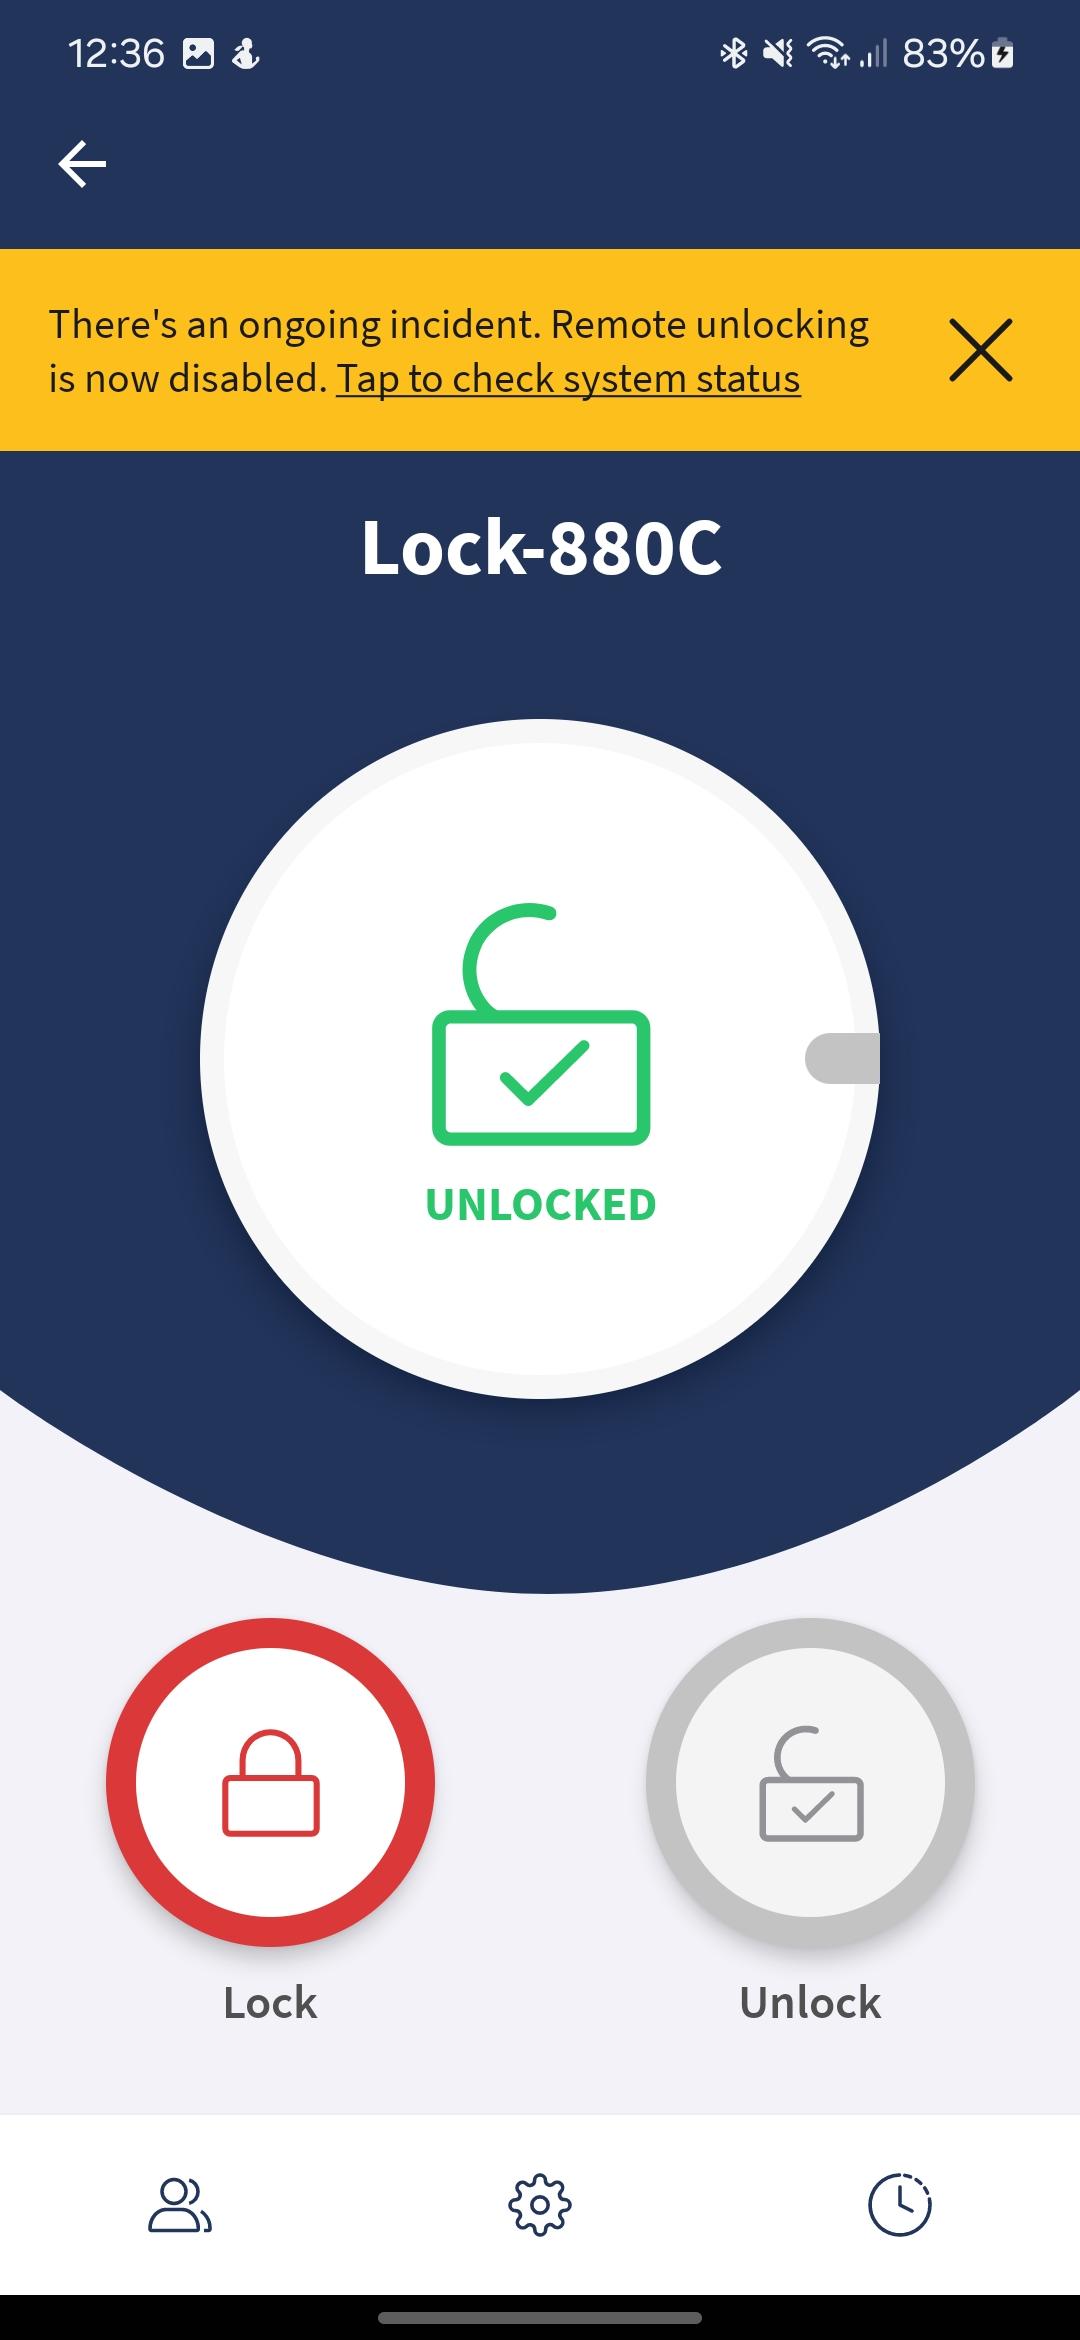 12:36
83%
There's an ongoing incident. Remote unlocking
is now disabled. Tap to check system status
Lock-880C
UNLOCKED
Lock
Unlock